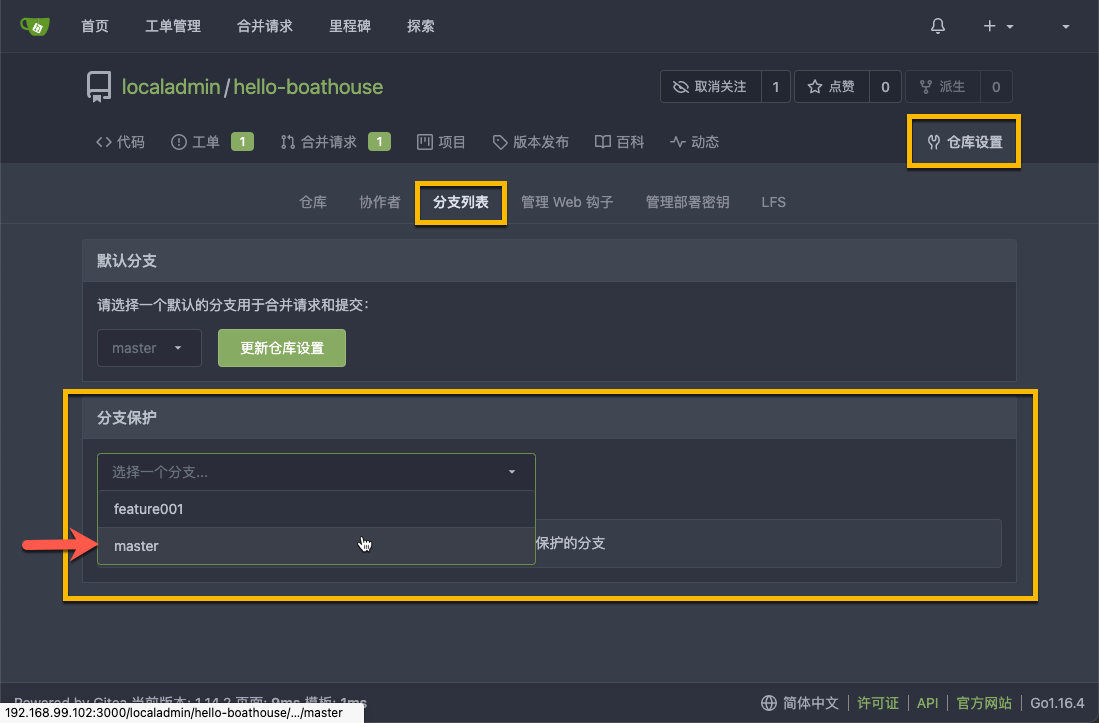 首页 工单管理 合并请求 里程碑 探索
localadmin / hello-boathouse 取消关注 1 点赞 0 派生 0
代码 工单 1 合并请求 1 项目 版本发布 百科 动态 仓库设置
仓库 协作者 分支列表 管理 Web 钩子 管理部署密钥 LFS
默认分支
请选择一个默认的分支用于合并请求和提交：
master 更新仓库设置
分支保护
选择一个分支...
feature001
master 保护的分支
Powered by Gitea 当前版本: 1.14.2 页面: 9ms 模板: 1ms 简体中文 许可证 API 官方网站 Go1.16.4
192.168.99.102:3000/localadmin/hello-boathouse/.../master